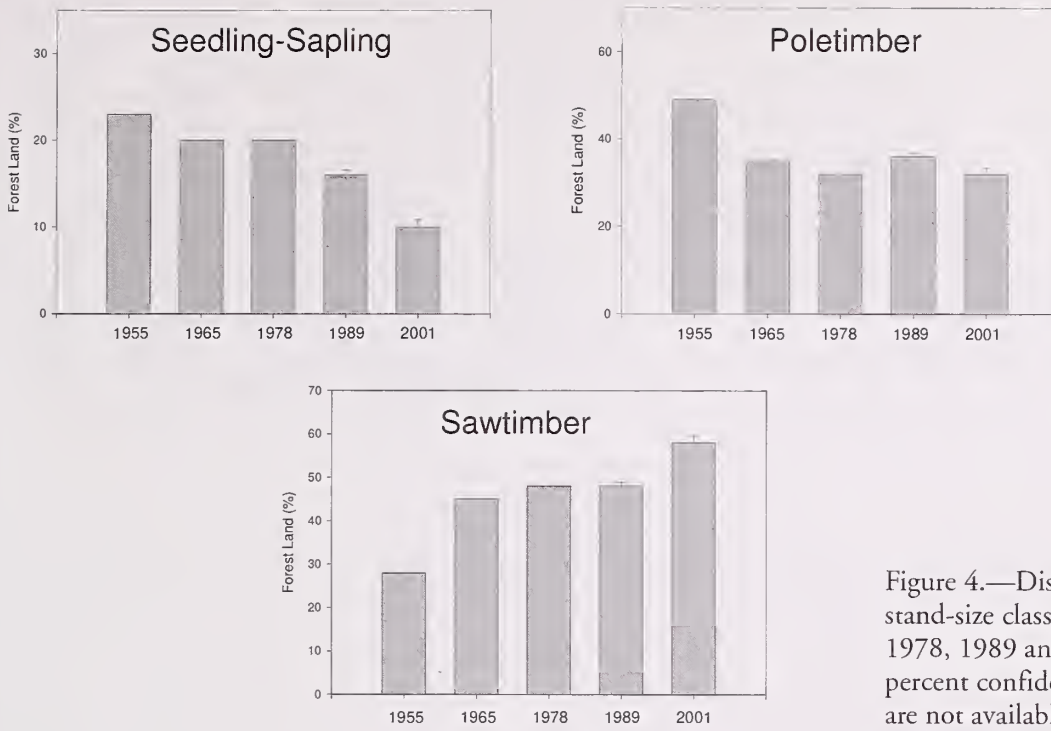 Seedling-Sapling
Forest Land (%)
30
20
10
0
1955 1965 1978 1989 2001
Poletimber
Forest Land (%)
60
40
20
0
1955 1965 1978 1989 2001
Sawtimber
Forest Land (%)
70
60
50
40
30
20
10
0
1955 1965 1978 1989 2001
Figure 4.—Dis
stand-size class
1978, 1989 an
percent confide
are not availabl